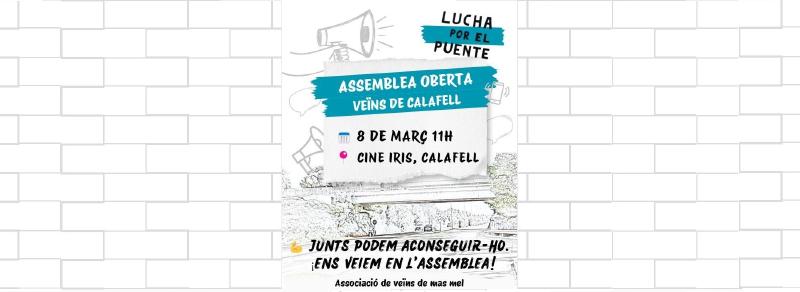 LUCHA
POR EL
PUENTE
ASSEMBLEA OBERTA
VEÏNS DE CALAFELL
8 DE MARÇ 11H
CINE IRIS, CALAFELL
JUNTS PODEM ACONSEGUIR-HO.
¡ENS VEIEM EN L'ASSEMBLEA!
Associació de veïns de mas mel